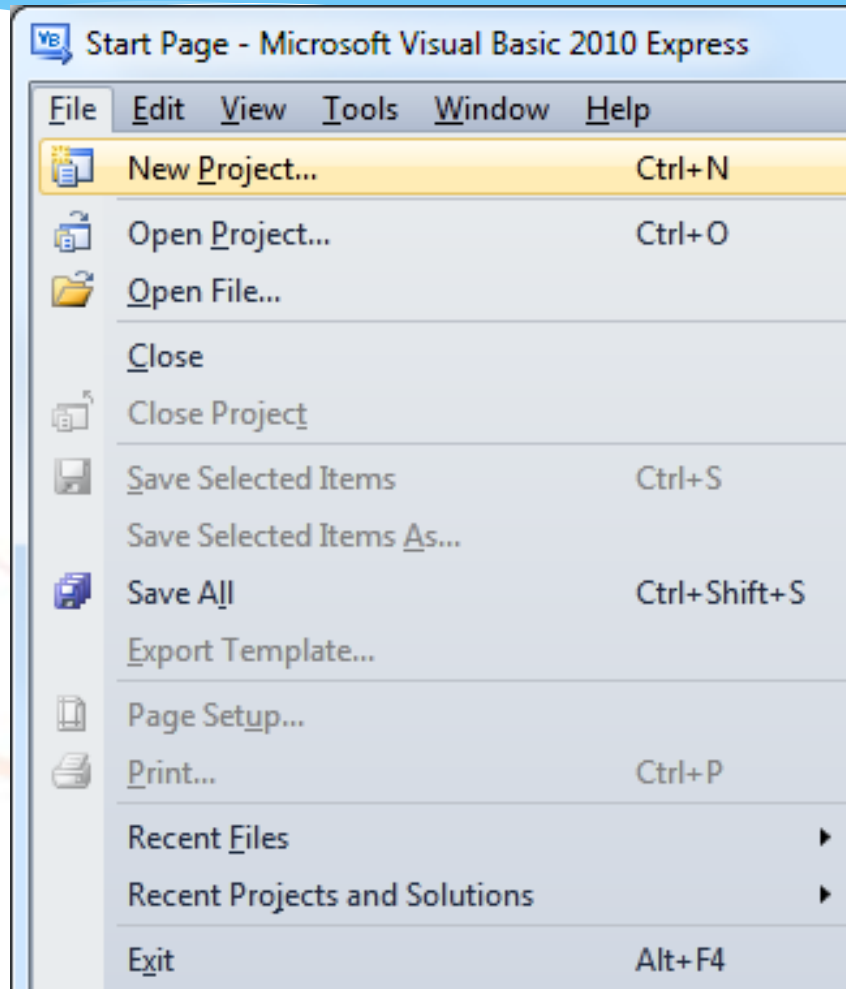 VB Start Page - Microsoft Visual Basic 2010 Express
File Edit View Tools Window Help
New Project... Ctrl+N
Open Project... Ctrl+O
Open File...
Close
Close Project
Save Selected Items Ctrl+S
Save Selected Items As...
Save All Ctrl+Shift+S
Export Template...
Page Setup...
Print... Ctrl+P
Recent Files
Recent Projects and Solutions
Exit Alt+F4